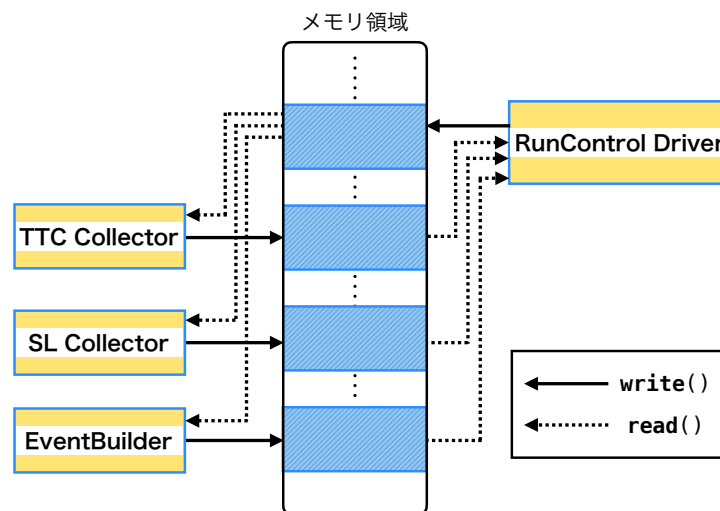 メモリ領域
RunControl Driver
TTC Collector
SL Collector
EventBuilder
write()
read()